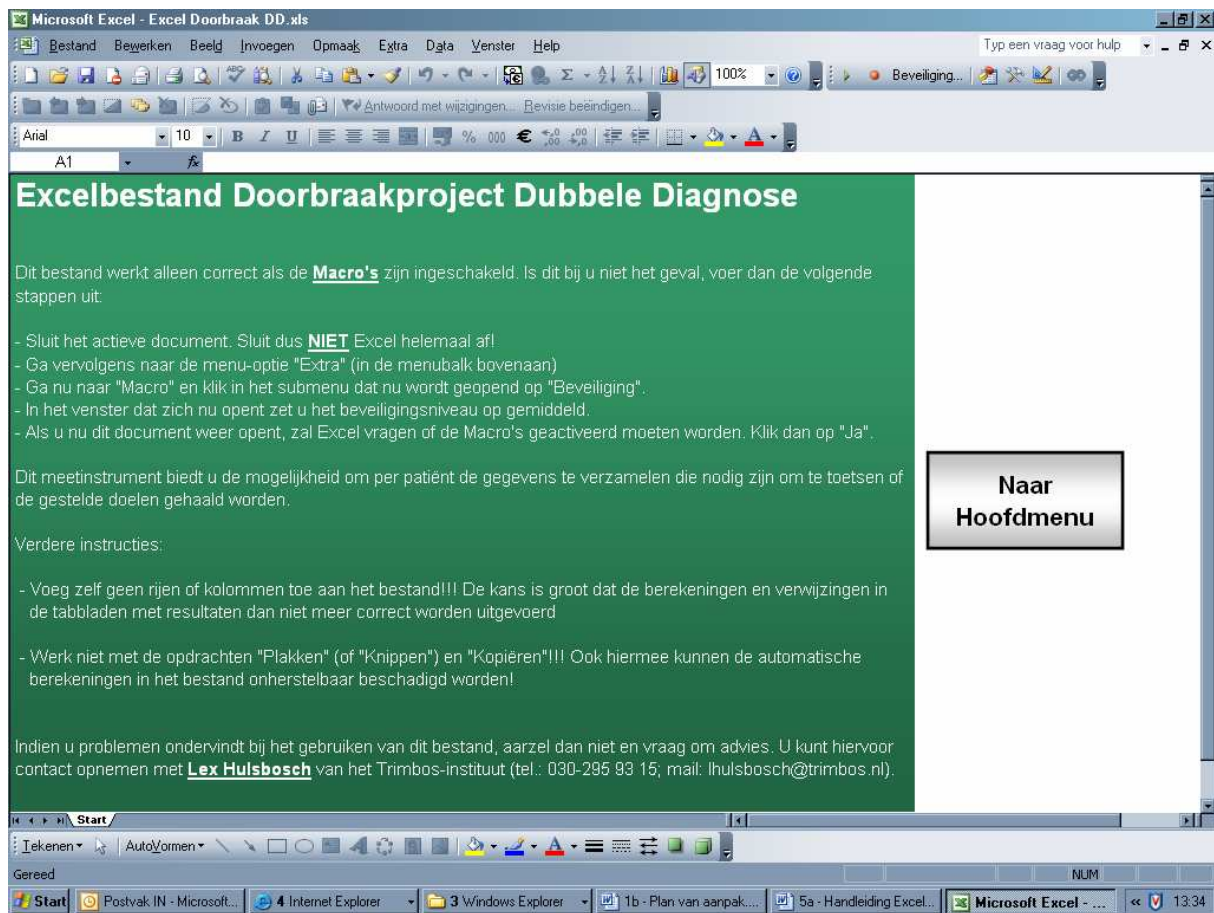 Microsoft Excel - Excel Doorbraak DD.xls
Bestand Bewerken Beeld Invoegen Opmaak Extra Data Venster Help Typ een vraag voor hulp
100% Beveiliging...
Antwoord met wijzigingen... Revisie beëindigen...
Arial 10 B I U % 000 €
A1 fx
Excelbestand Doorbraakproject Dubbele Diagnose
Dit bestand werkt alleen correct als de Macro's zijn ingeschakeld. Is dit bij u niet het geval, voer dan de volgende
stappen uit:
- Sluit het actieve document. Sluit dus NIET Excel helemaal af!
- Ga vervolgens naar de menu-optie "Extra" (in de menubalk bovenaan)
- Ga nu naar "Macro" en klik in het submenu dat nu wordt geopend op "Beveiliging".
- In het venster dat zich nu opent zet u het beveiligingsniveau op gemiddeld.
- Als u nu dit document weer opent, zal Excel vragen of de Macro's geactiveerd moeten worden. Klik dan op "Ja".
Dit meetinstrument biedt u de mogelijkheid om per patiënt de gegevens te verzamelen die nodig zijn om te toetsen of
de gestelde doelen gehaald worden.
Naar
Hoofdmenu
Verdere instructies:
- Voeg zelf geen rijen of kolommen toe aan het bestand!!! De kans is groot dat de berekeningen en verwijzingen in
de tabbladen met resultaten dan niet meer correct worden uitgevoerd
- Werk niet met de opdrachten "Plakken" (of "Knippen") en "Kopiëren"!!! Ook hiermee kunnen de automatische
berekeningen in het bestand onherstelbaar beschadigd worden!
Indien u problemen ondervindt bij het gebruiken van dit bestand, aarzel dan niet en vraag om advies. U kunt hiervoor
contact opnemen met Lex Hulsbosch van het Trimbos-instituut (tel.: 030-295 93 15; mail: lhulsbosch@trimbos.nl).
Start
Tekenen AutoVormen
Gereed NUM
Start Postvak IN - Microsoft... 4 Internet Explorer 3 Windows Explorer 1b - Plan van aanpak.... 5a - Handleiding Excel... Microsoft Excel - ... 13:34